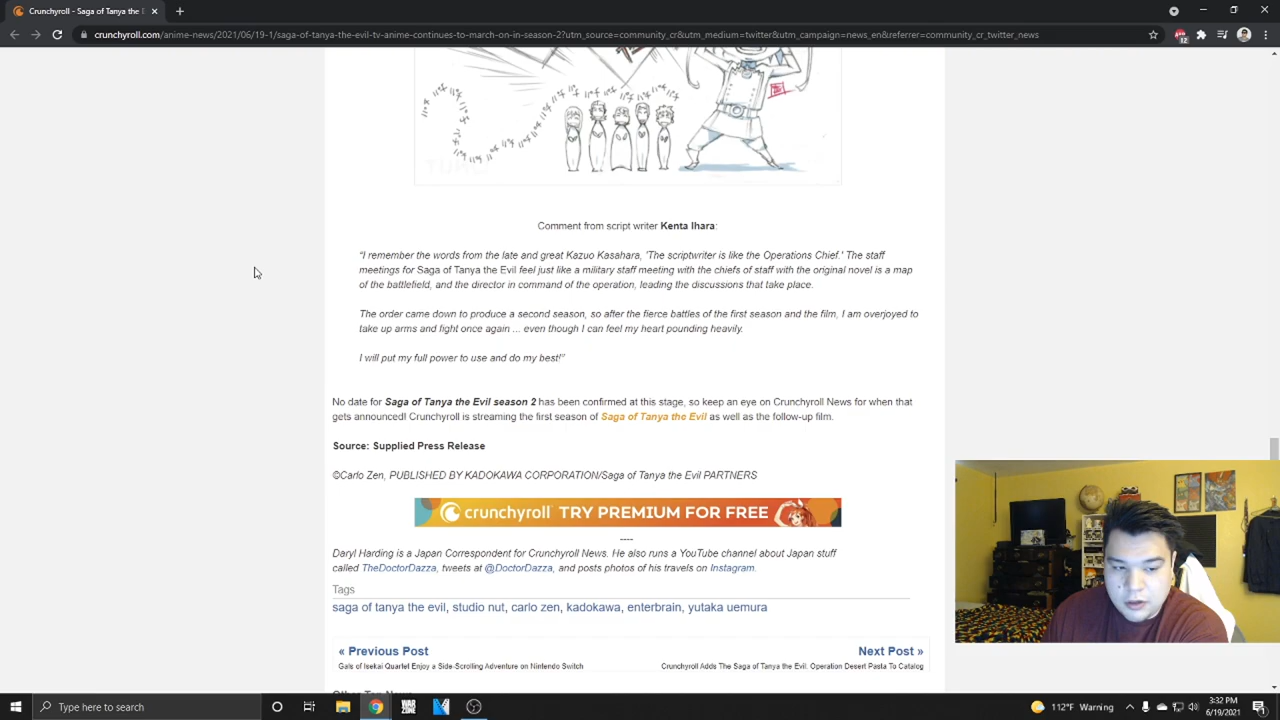 Crunchyroll - Saga of Tanya the E
crunchyroll.com/anime-news/2021/06/19-1/saga-of-tanya-the-evil-tv-anime-continues-to-march-on-in-season-2?utm_source=community_cr&utm_medium=twitter&utm_campaign=news_en&referrer=community_cr_twitter_news
12
Comment from script writer Kenta Ihara:
“I remember the words from the late and great Kazuo Kasahara, 'The scriptwriter is like the Operations Chief.' The staff
meetings for Saga of Tanya the Evil feel just like a military staff meeting with the chiefs of staff with the original novel is a map
of the battlefield, and the director in command of the operation, leading the discussions that take place.
The order came down to produce a second season, so after the fierce battles of the first season and the film, I am overjoyed to
take up arms and fight once again ... even though I can feel my heart pounding heavily.
I will put my full power to use and do my best!”
No date for Saga of Tanya the Evil season 2 has been confirmed at this stage, so keep an eye on Crunchyroll News for when that
gets announced! Crunchyroll is streaming the first season of Saga of Tanya the Evil as well as the follow-up film.
Source: Supplied Press Release
©Carlo Zen, PUBLISHED BY KADOKAWA CORPORATION/Saga of Tanya the Evil PARTNERS
crunchyroll TRY PREMIUM FOR FREE
----
Daryl Harding is a Japan Correspondent for Crunchyroll News. He also runs a YouTube channel about Japan stuff
called TheDoctorDazza, tweets at @DoctorDazza, and posts photos of his travels on Instagram.
Tags
saga of tanya the evil, studio nut, carlo zen, kadokawa, enterbrain, yutaka uemura
« Previous Post
Next Post »
Gals of Isekai Quartet Enjoy a Side-Scrolling Adventure on Nintendo Switch
Crunchyroll Adds The Saga of Tanya the Evil: Operation Desert Pasta To Catalog
Other Top News
Type here to search
WAR
ZONE
112°F Warning
3:32 PM
6/19/2021
1